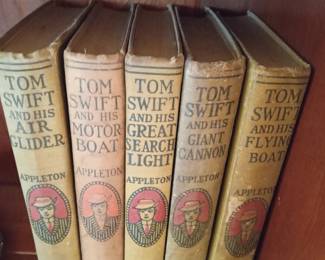 TOM
SWIFT
AND HIS
AIR
GLIDER
APPLETON
TOM
SWIFT
AND HIS
MOTOR
BOAT
APPLETON
TOM
SWIFT
AND HIS
GREAT
SEARCH
LIGHT
APPLETON
TOM
SWIFT
AND HIS
GIANT
CANNON
APPLETON
TOM
SWIFT
AND HIS
FLYING
BOAT
APPLETON